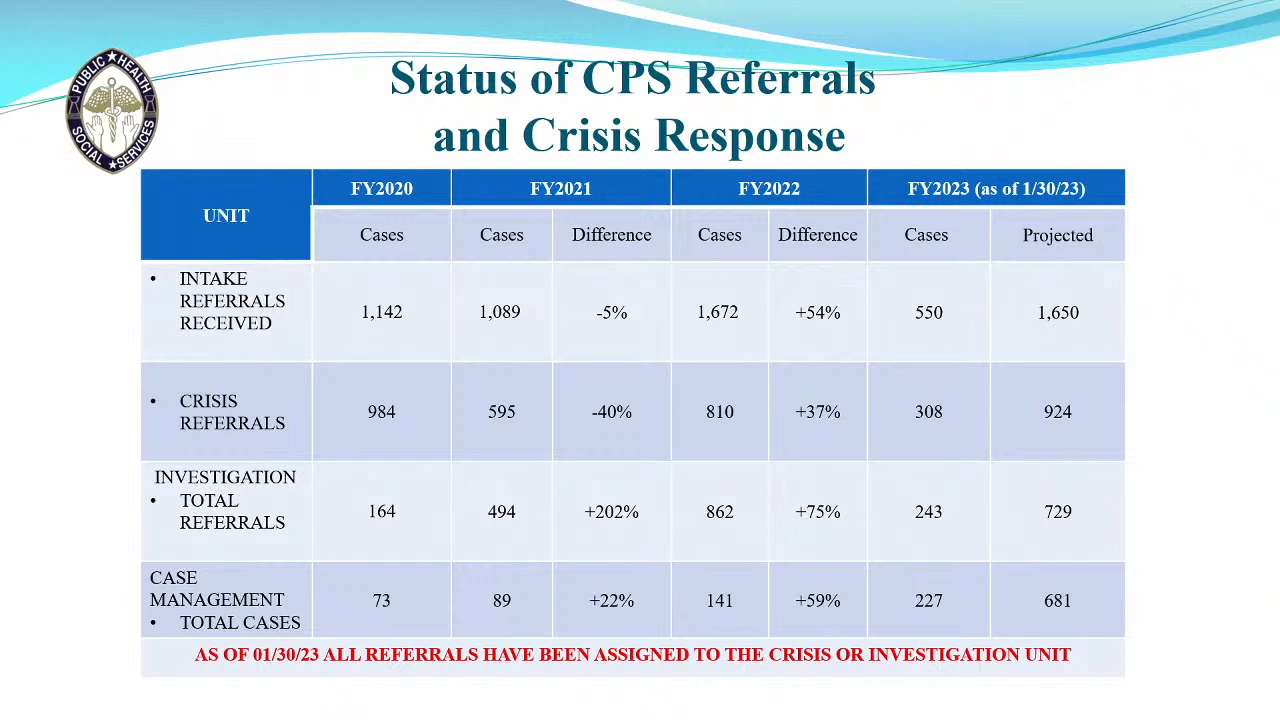 PUBLIC ★ HEALTH
SOCIAL ★ SERVICES
Status of CPS Referrals
and Crisis Response
UNIT
FY2020
FY2021
FY2022
FY2023 (as of 1/30/23)
Cases
Cases
Difference
Cases
Difference
Cases
Projected
• INTAKE
REFERRALS
RECEIVED
1,142
1,089
-5%
1,672
+54%
550
1,650
• CRISIS
REFERRALS
984
595
-40%
810
+37%
308
924
INVESTIGATION
• TOTAL
REFERRALS
164
494
+202%
862
+75%
243
729
CASE
MANAGEMENT
• TOTAL CASES
73
89
+22%
141
+59%
227
681
AS OF 01/30/23 ALL REFERRALS HAVE BEEN ASSIGNED TO THE CRISIS OR INVESTIGATION UNIT